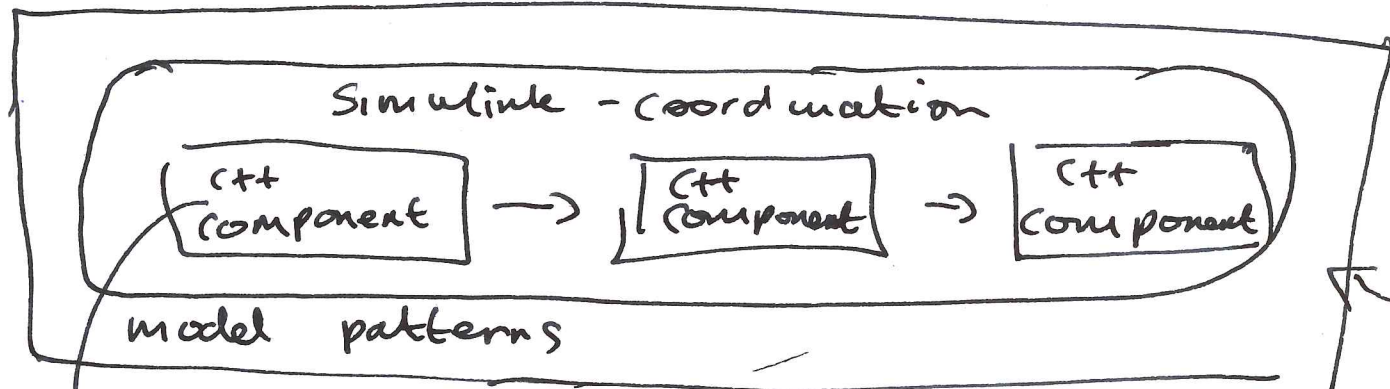 Simulink - coordination
C++
component
C++
component
C++
component
model patterns